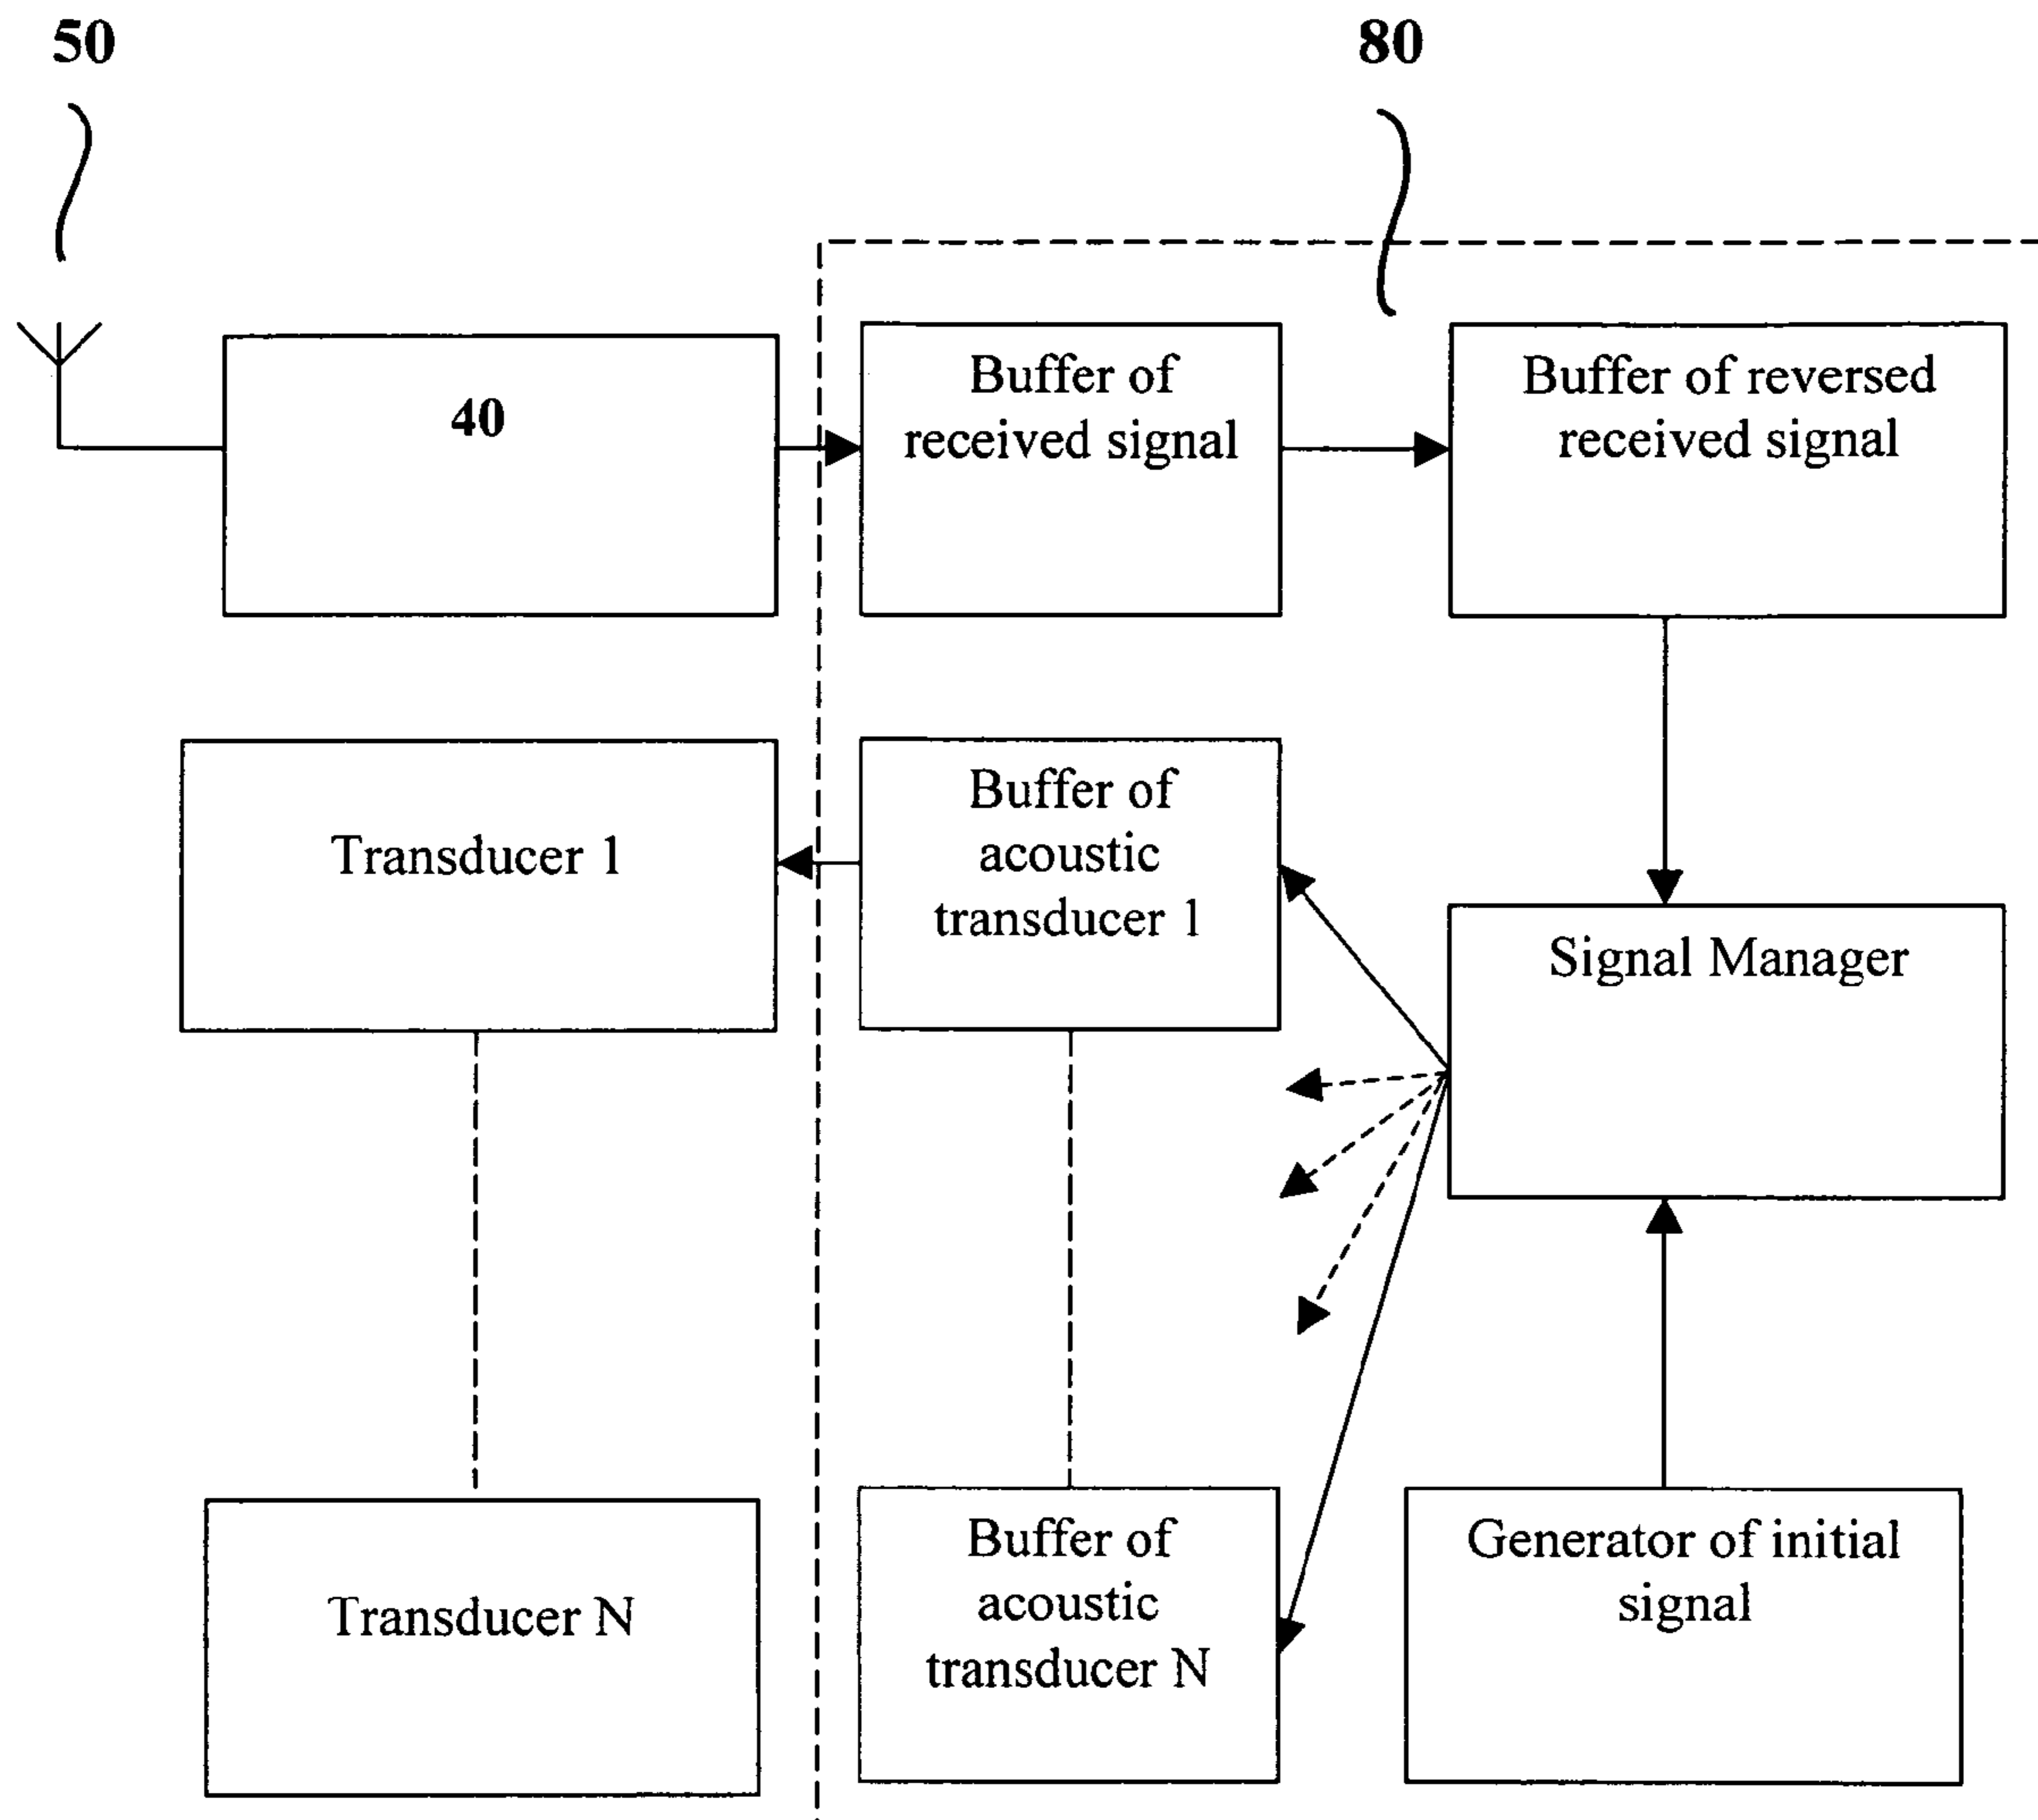 50
80
40
Buffer of
received signal
Buffer of reversed
received signal
Transducer 1
Buffer of
acoustic
transducer 1
Signal Manager
Transducer N
Buffer of
acoustic
transducer N
Generator of initial
signal